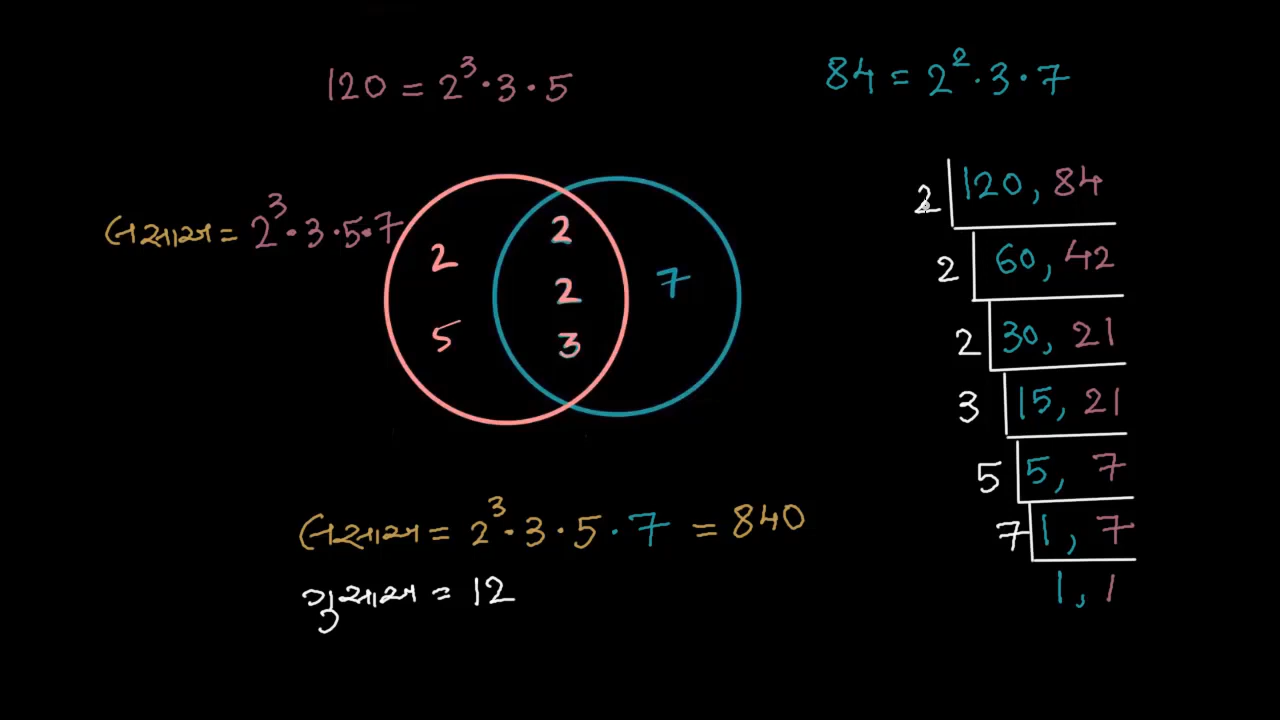 120 = 2³·3·5
84 = 2²·3·7
લસાઅ = 2³·3·5·7
2
5
2
2
3
7
2 120, 84
2 60, 42
2 30, 21
3 15, 21
5 5, 7
7 1, 7
1, 1
લસાઅ = 2³·3·5·7 = 840
ગુસાઅ = 12